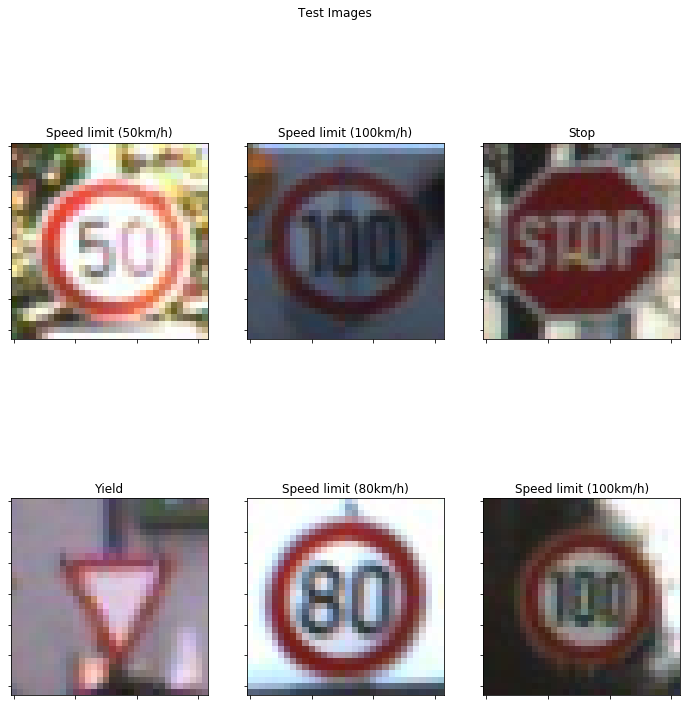 Test Images
Speed limit (50km/h)
Speed limit (100km/h)
Stop
50
100
STOP
Yield
Speed limit (80km/h)
Speed limit (100km/h)
80
100